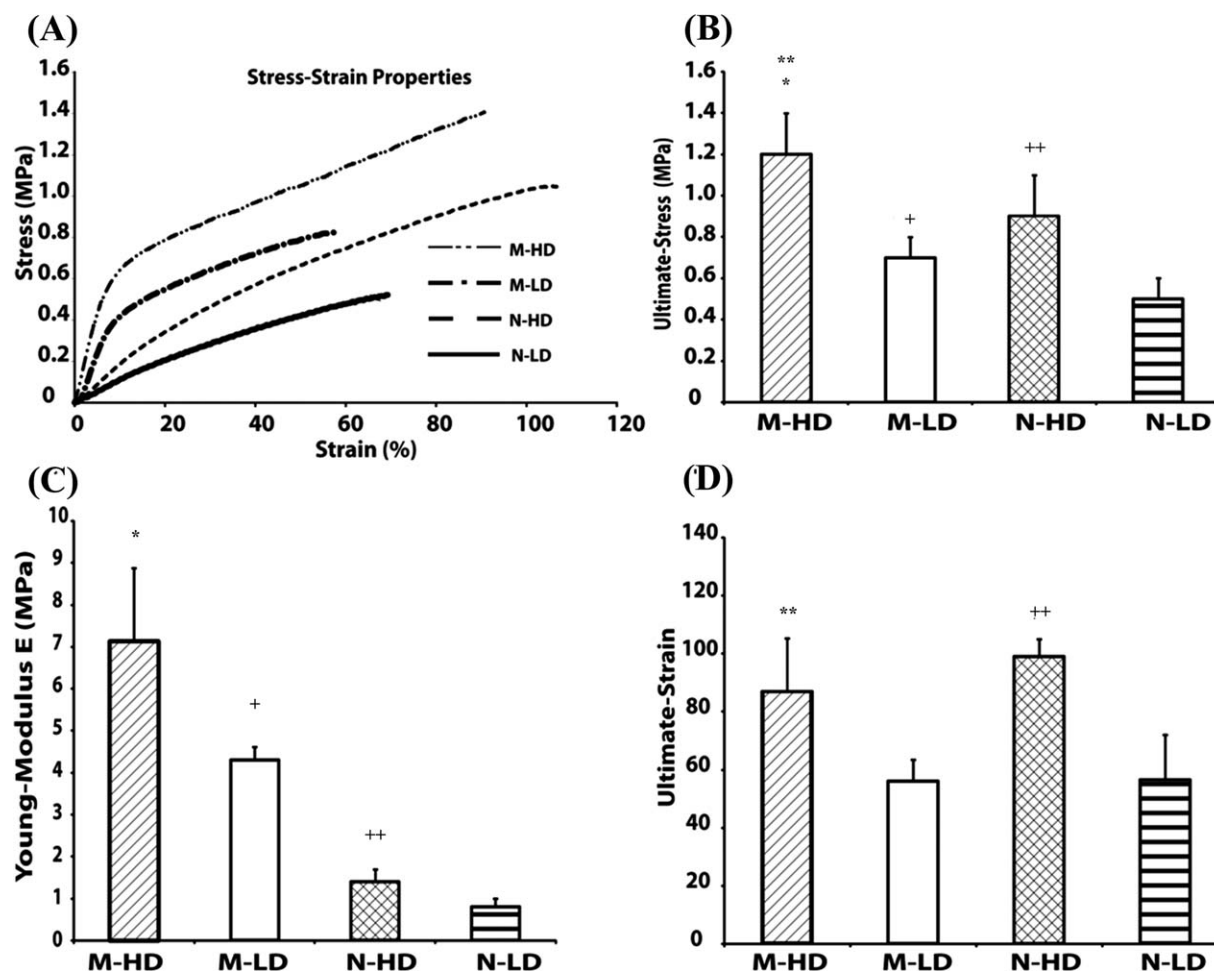 (A)
Stress-Strain Properties
Stress (MPa)
1.6
1.4
1.2
1.0
0.8
0.6
0.4
0.2
0
0 20 40 60 80 100 120
Strain (%)
M-HD
M-LD
N-HD
N-LD
(B)
Ultimate-Stress (MPa)
1.6
1.4
1.2
1.0
0.8
0.6
0.4
0.2
0
**
*
+
++
M-HD M-LD N-HD N-LD
(C)
Young-Modulus E (MPa)
10
9
8
7
6
5
4
3
2
1
0
*
+
++
M-HD M-LD N-HD N-LD
(D)
Ultimate-Strain
140
120
100
80
60
40
20
0
**
++
M-HD M-LD N-HD N-LD